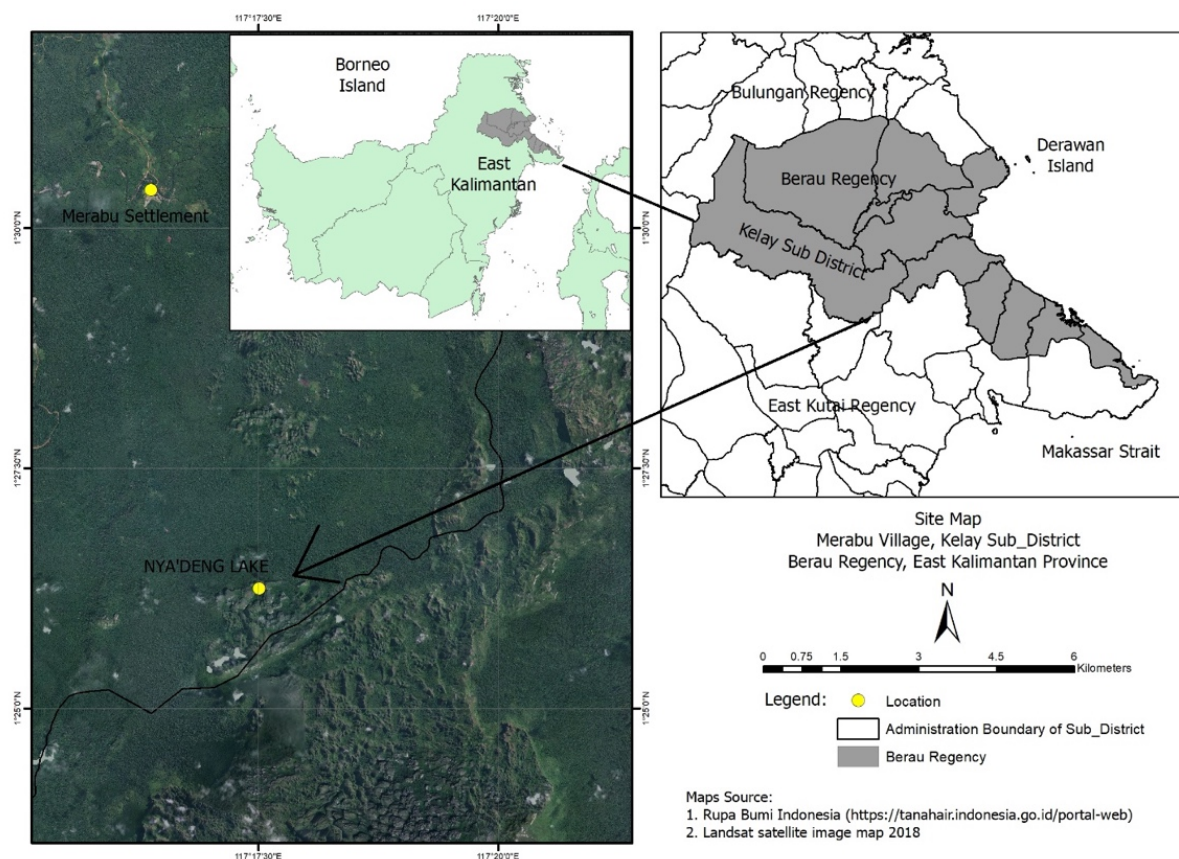 117°17'30"E
117°20'0"E
Borneo
Island
East
Kalimantan
Merabu Settlement
1°30'0"N
1°30'0"N
1°27'30"N
1°27'30"N
NYA'DENG LAKE
1°25'0"N
1°25'0"N
117°17'30"E
117°20'0"E
Bulungan Regency
Derawan
Island
Berau Regency
Kelay Sub District
East Kutai Regency
Makassar Strait
Site Map
Merabu Village, Kelay Sub_District
Berau Regency, East Kalimantan Province
N
0 0.75 1.5 3 4.5 6
Kilometers
Legend:
Location
Administration Boundary of Sub_District
Berau Regency
Maps Source:
1. Rupa Bumi Indonesia (https://tanahair.indonesia.go.id/portal-web)
2. Landsat satellite image map 2018